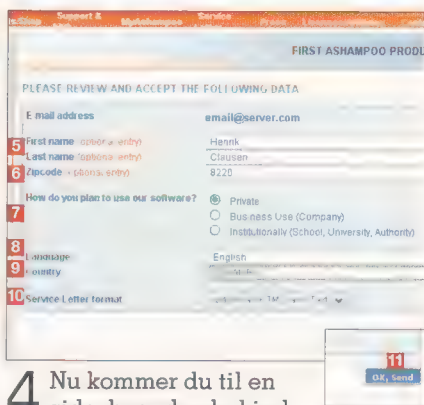 Support &
MyAshampoo
Service
FIRST ASHAMPOO PRODU
PLEASE REVIEW AND ACCEPT THE FOLLOWING DATA
E mail address email@server.com
5 First name (optional entry) Henrik
Last name (optional entry) Clausen
6 Zipcode (optional entry) 8220
How do you plan to use our software? Private
7 Business Use (Company)
Institutionally (School, University, Authority)
8 Language English
9 Country
10 Service Letter format
11
OK, Send
4 Nu kommer du til en